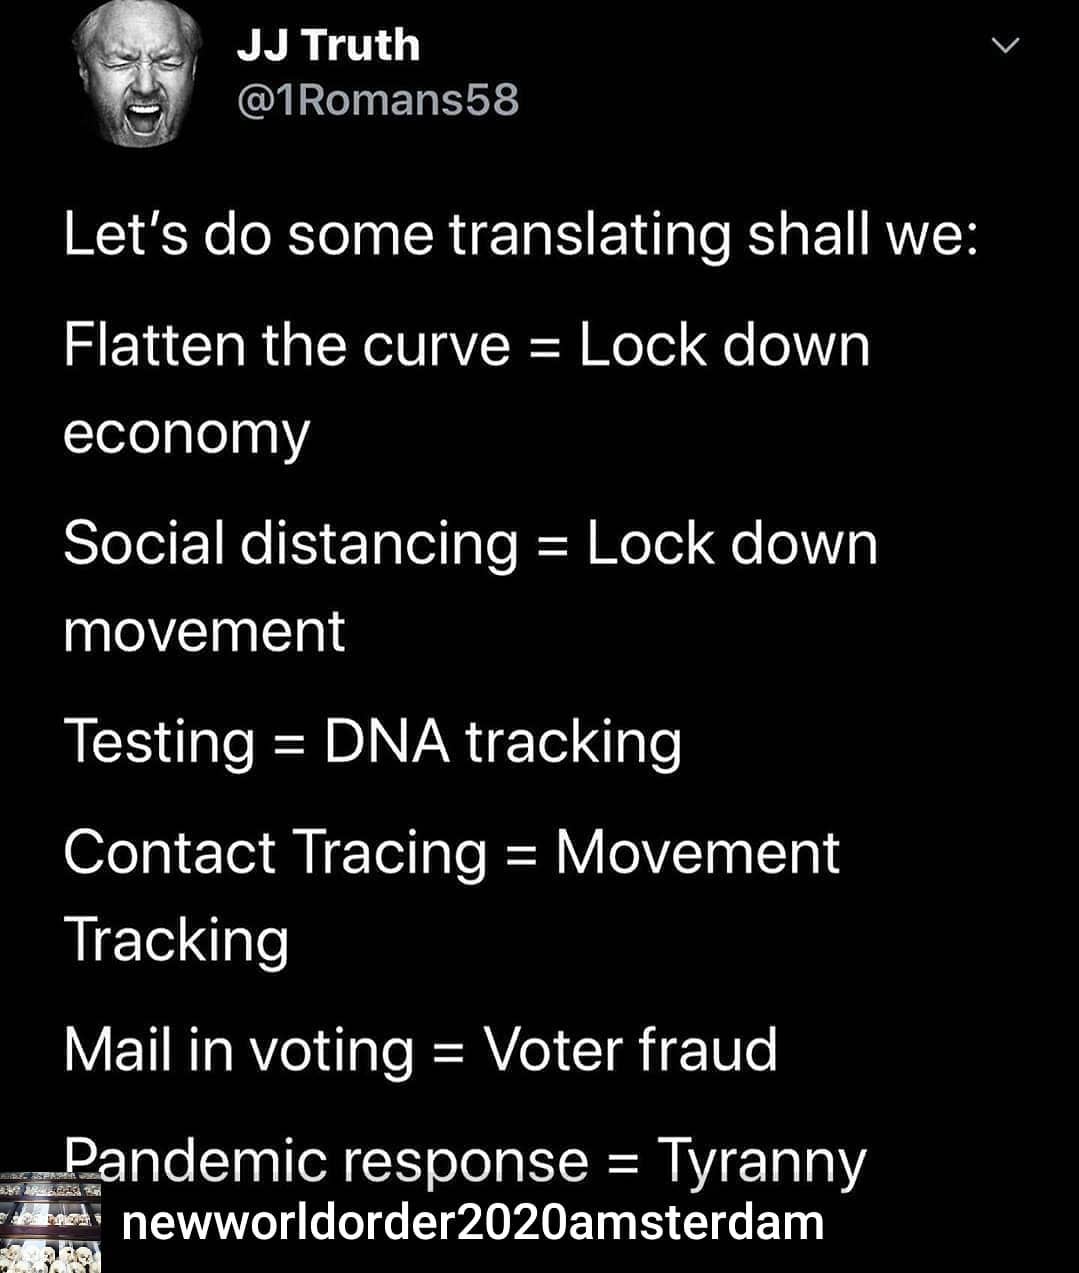 JJ Truth
@1Romans58
Let’s do some translating shall we:
Flatten the curve = Lock down
economy
Social distancing = Lock down
movement
Testing = DNA tracking
Contact Tracing = Movement
Tracking
Mail in voting = Voter fraud
Pandemic response = Tyranny
newworldorder2020amsterdam